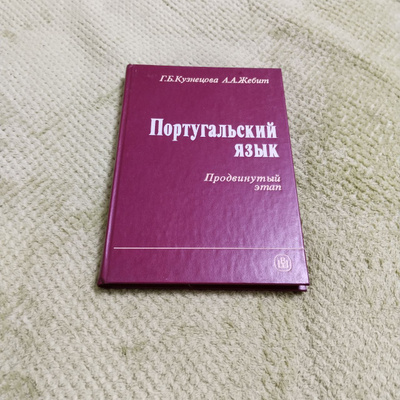 Г.Б.Кузнецова А.А.Жебит
Португальский
язык
Продвинутый
этап